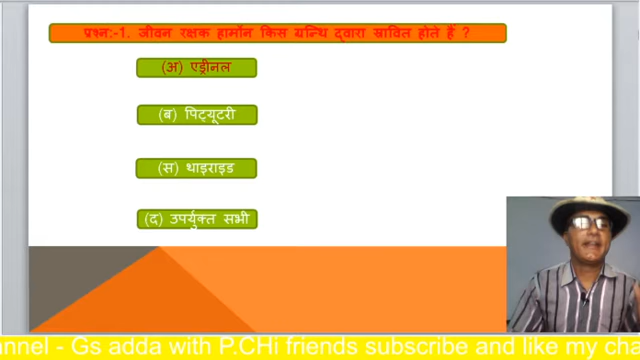 प्रश्न:-1. जीवन रक्षक हार्मोन किस ग्रन्थि द्वारा स्रावित होते हैं ?
(अ) एड्रीनल
(ब) पिट्यूटरी
(स) थाइराइड
(द) उपर्युक्त सभी
annel - Gs adda with P.CHi friends subscribe and like my cha